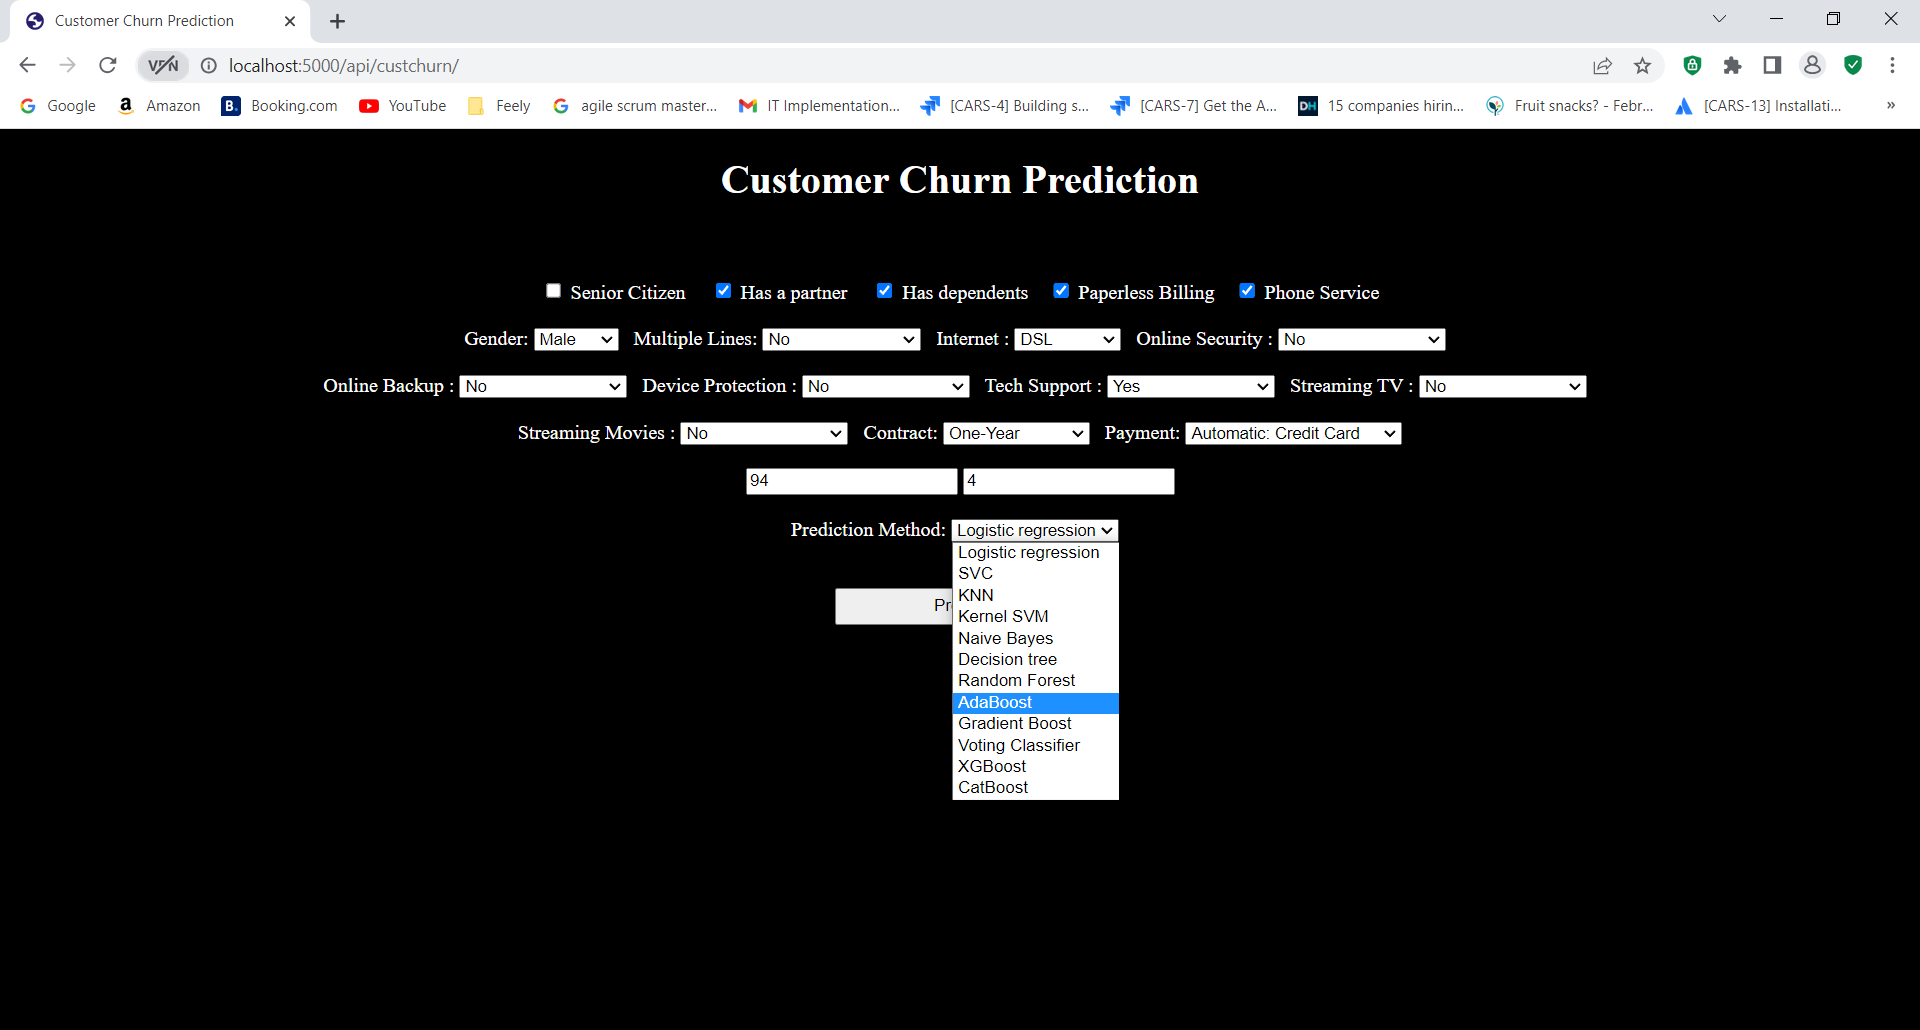 Customer Churn Prediction
VPN
localhost:5000/api/custchurn/
Google Amazon Booking.com YouTube Feely agile scrum master... IT Implementation... [CARS-4] Building s... [CARS-7] Get the A... DH 15 companies hirin... Fruit snacks? - Febr... [CARS-13] Installati... »
Customer Churn Prediction
Senior Citizen Has a partner Has dependents Paperless Billing Phone Service
Gender: Male Multiple Lines: No Internet : DSL Online Security : No
Online Backup : No Device Protection : No Tech Support : Yes Streaming TV : No
Streaming Movies : No Contract: One-Year Payment: Automatic: Credit Card
94 4
Prediction Method: Logistic regression
Logistic regression
SVC
KNN
Kernel SVM
Naive Bayes
Decision tree
Random Forest
AdaBoost
Gradient Boost
Voting Classifier
XGBoost
CatBoost